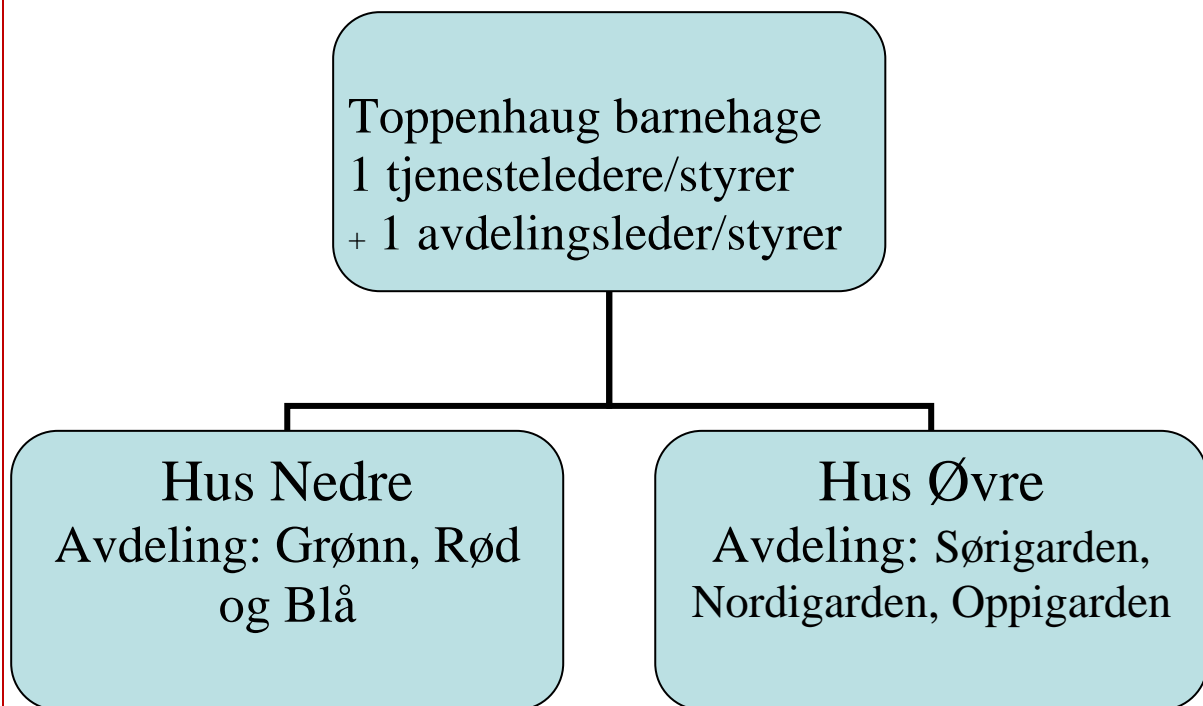 Toppenhaug barnehage
1 tjenesteledere/styrer
+ 1 avdelingsleder/styrer
Hus Nedre
Avdeling: Grønn, Rød
og Blå
Hus Øvre
Avdeling: Sørigarden,
Nordigarden, Oppigarden